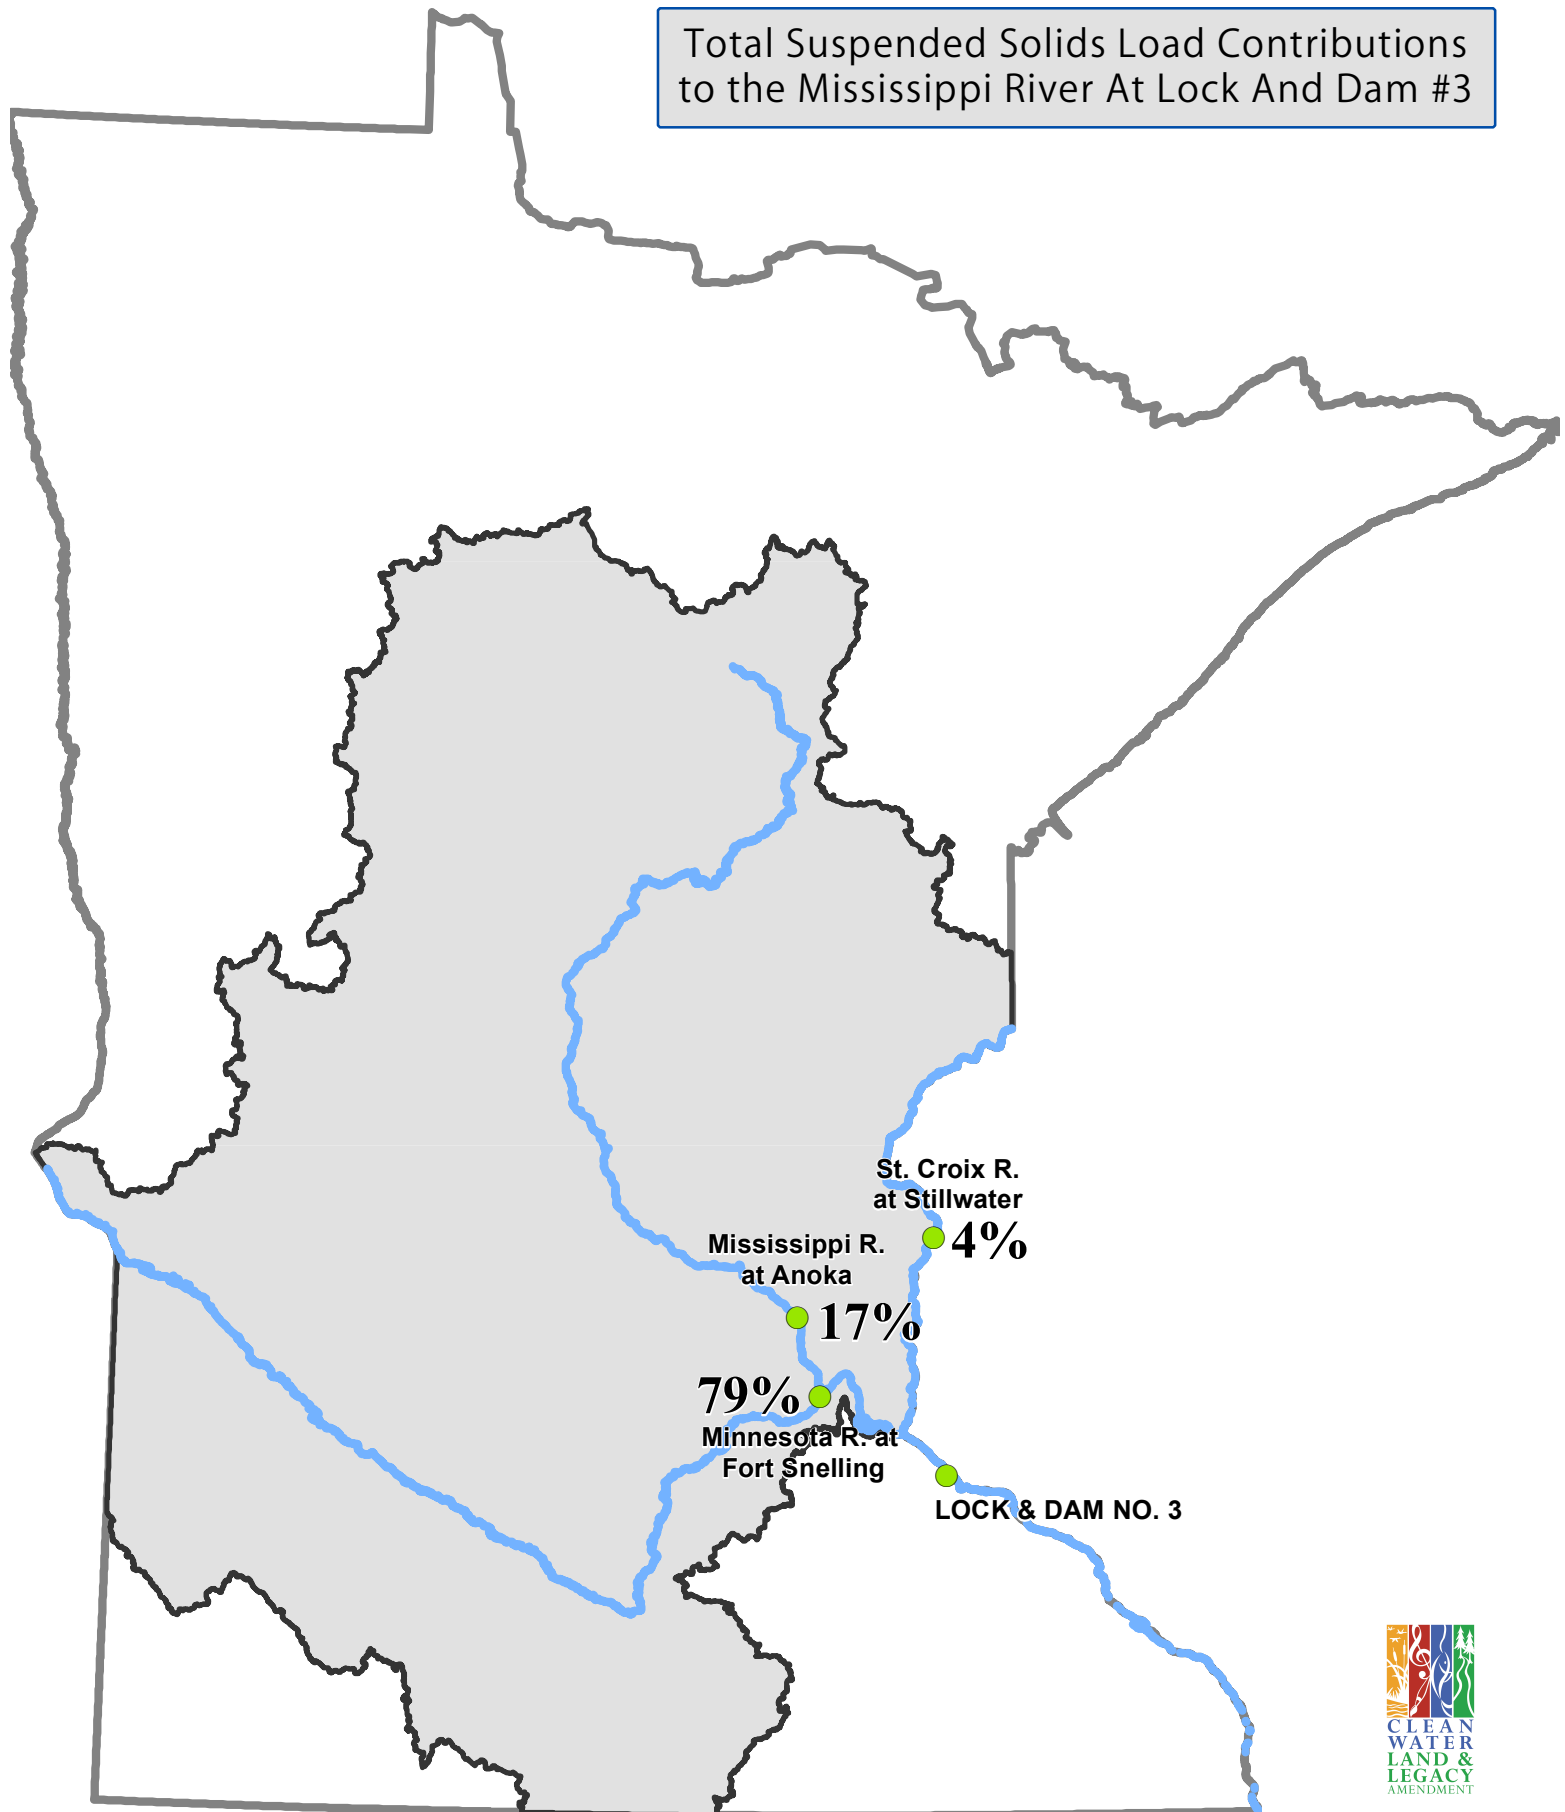 Total Suspended Solids Load Contributions
to the Mississippi River At Lock And Dam #3
St. Croix R.
at Stillwater
4%
Mississippi R.
at Anoka
17%
79%
Minnesota R. at
Fort Snelling
LOCK & DAM NO. 3
CLEAN
WATER
LAND &
LEGACY
AMENDMENT